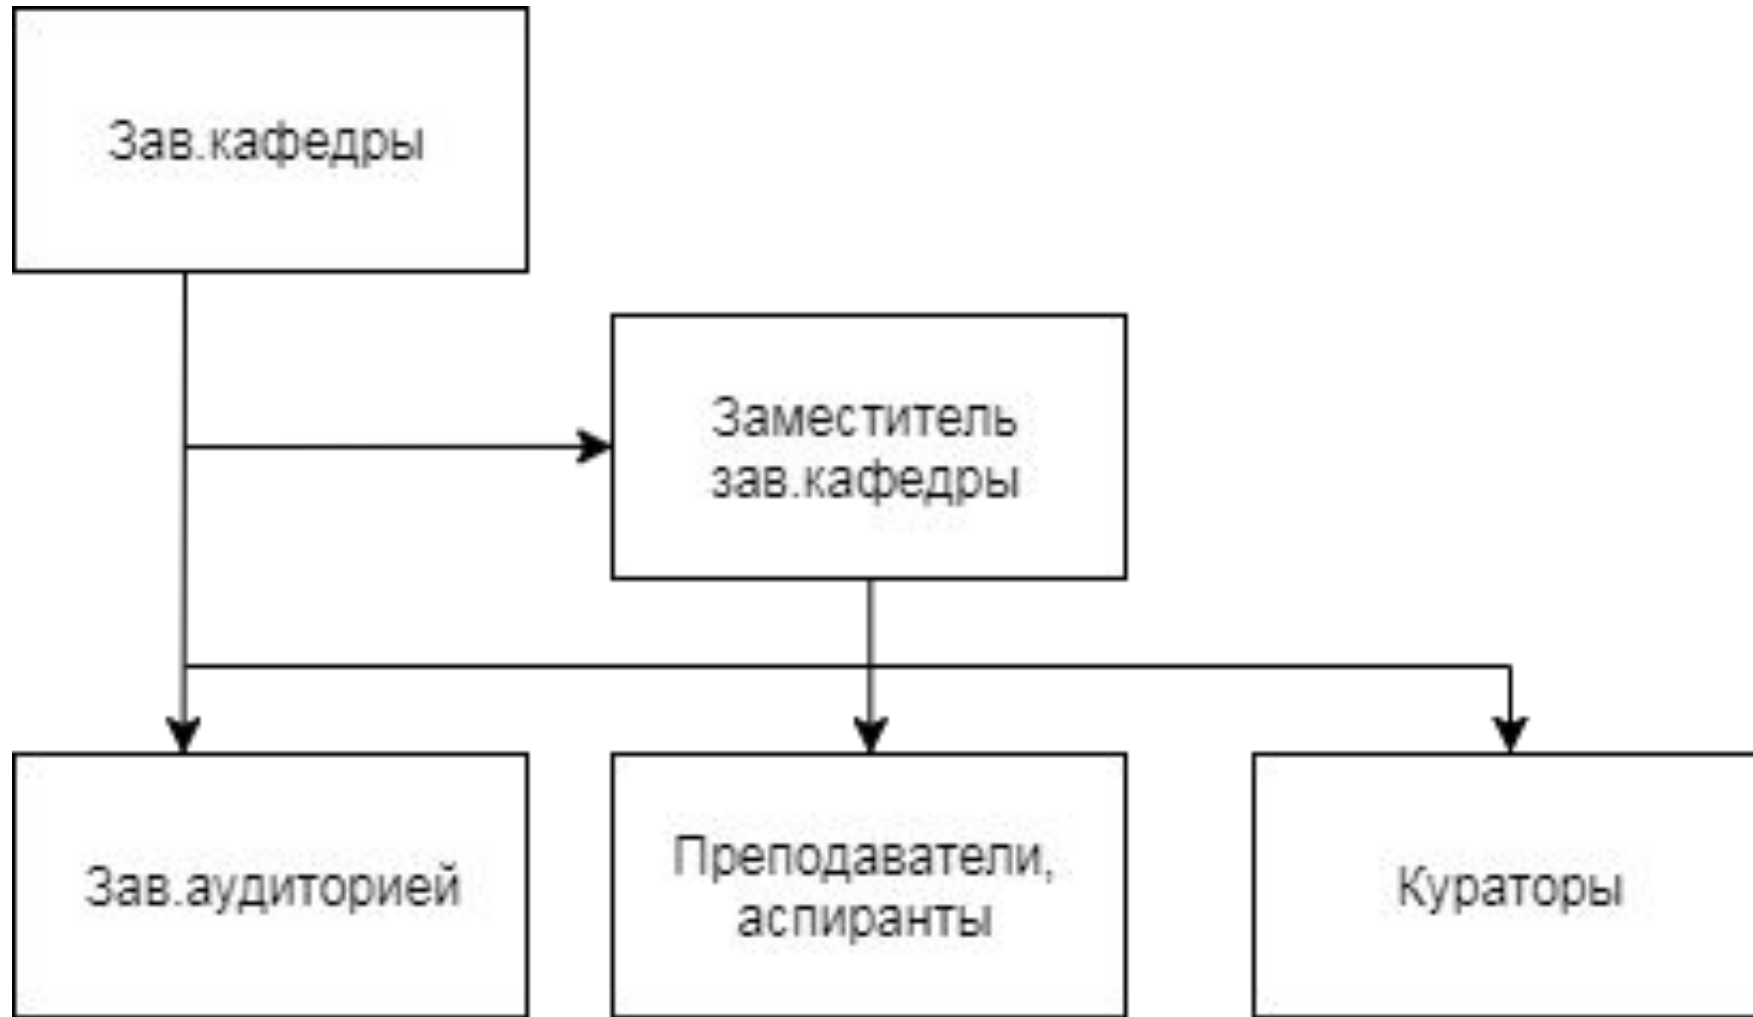 Зав.кафедры
Заместитель
зав.кафедры
Зав.аудиторией
Преподаватели,
аспиранты
Кураторы